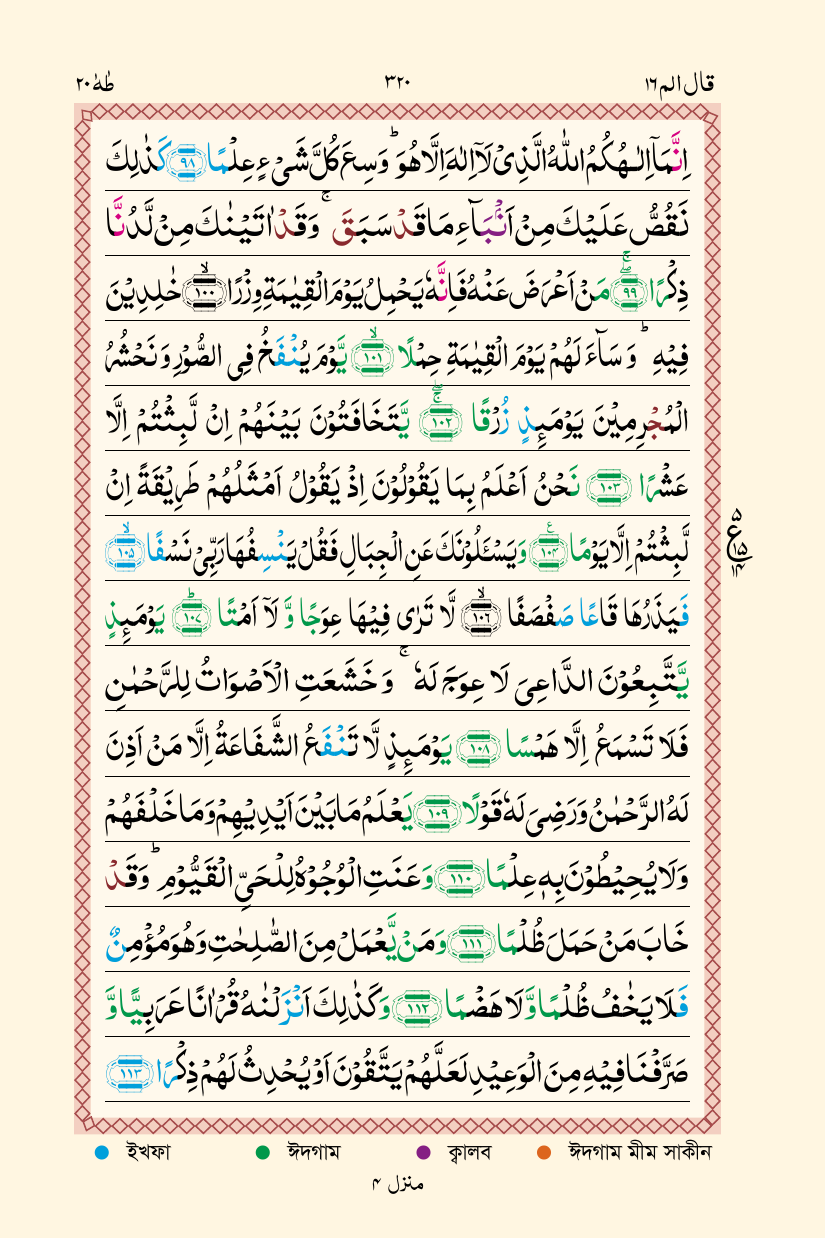 قال الم ١٦ ٣٢٠ طٰهٰ ٢٠
اِنَّمَاۤ اِلٰـهُكُمُ اللّٰهُ الَّذِىْ لَاۤ اِلٰهَ اِلَّا هُوَ ؕ وَسِعَ كُلَّ شَىْءٍ عِلْمًا ﴿٩٨﴾ كَذٰلِكَ
نَقُصُّ عَلَيْكَ مِنْ اَنْۢبَآءِ مَا قَدْ سَبَقَ ۚ وَقَدْ اٰتَيْنٰكَ مِنْ لَّدُنَّا
ذِكْرًا ﴿٩٩﴾ۖۚ مَنْ اَعْرَضَ عَنْهُ فَاِنَّهٗ يَحْمِلُ يَوْمَ الْقِيٰمَةِ وِزْرًا ﴿١٠٠﴾ۙ خٰلِدِيْنَ
فِيْهِ ؕ وَسَآءَ لَهُمْ يَوْمَ الْقِيٰمَةِ حِمْلًا ﴿١٠١﴾ۙ يَّوْمَ يُنْفَخُ فِى الصُّوْرِ وَنَحْشُرُ
الْمُجْرِمِيْنَ يَوْمَئِذٍ زُرْقًا ﴿١٠٢﴾ۖۚ يَّتَخَافَتُوْنَ بَيْنَهُمْ اِنْ لَّبِثْتُمْ اِلَّا
عَشْرًا ﴿١٠٣﴾ نَحْنُ اَعْلَمُ بِمَا يَقُوْلُوْنَ اِذْ يَقُوْلُ اَمْثَلُهُمْ طَرِيْقَةً اِنْ
لَّبِثْتُمْ اِلَّا يَوْمًا ﴿١٠٤﴾ۧ وَيَسْـَٔلُوْنَكَ عَنِ الْجِبَالِ فَقُلْ يَنْسِفُهَا رَبِّىْ نَسْفًا ﴿١٠٥﴾ۙ
٥ ع ١٥ ١٤
فَيَذَرُهَا قَاعًا صَفْصَفًا ﴿١٠٦﴾ۙ لَّا تَرٰى فِيْهَا عِوَجًا وَّلَاۤ اَمْتًا ﴿١٠٧﴾ؕ يَوْمَئِذٍ
يَّتَّبِعُوْنَ الدَّاعِىَ لَا عِوَجَ لَهٗ ۚ وَخَشَعَتِ الْاَصْوَاتُ لِلرَّحْمٰنِ
فَلَا تَسْمَعُ اِلَّا هَمْسًا ﴿١٠٨﴾ يَوْمَئِذٍ لَّا تَنْفَعُ الشَّفَاعَةُ اِلَّا مَنْ اَذِنَ
لَهُ الرَّحْمٰنُ وَرَضِىَ لَهٗ قَوْلًا ﴿١٠٩﴾ يَعْلَمُ مَا بَيْنَ اَيْدِيْهِمْ وَمَا خَلْفَهُمْ
وَلَا يُحِيْطُوْنَ بِهٖ عِلْمًا ﴿١١٠﴾ وَعَنَتِ الْوُجُوْهُ لِلْحَىِّ الْقَيُّوْمِ ؕ وَقَدْ
خَابَ مَنْ حَمَلَ ظُلْمًا ﴿١١١﴾ وَمَنْ يَّعْمَلْ مِنَ الصّٰلِحٰتِ وَهُوَ مُؤْمِنٌ
فَلَا يَخٰفُ ظُلْمًا وَّلَا هَضْمًا ﴿١١٢﴾ وَكَذٰلِكَ اَنْزَلْنٰهُ قُرْاٰنًا عَرَبِيًّا وَّ
صَرَّفْنَا فِيْهِ مِنَ الْوَعِيْدِ لَعَلَّهُمْ يَتَّقُوْنَ اَوْ يُحْدِثُ لَهُمْ ذِكْرًا ﴿١١٣﴾
ইখফা ঈদগাম ক্বালব ঈদগাম মীম সাকীন
منزل ٤